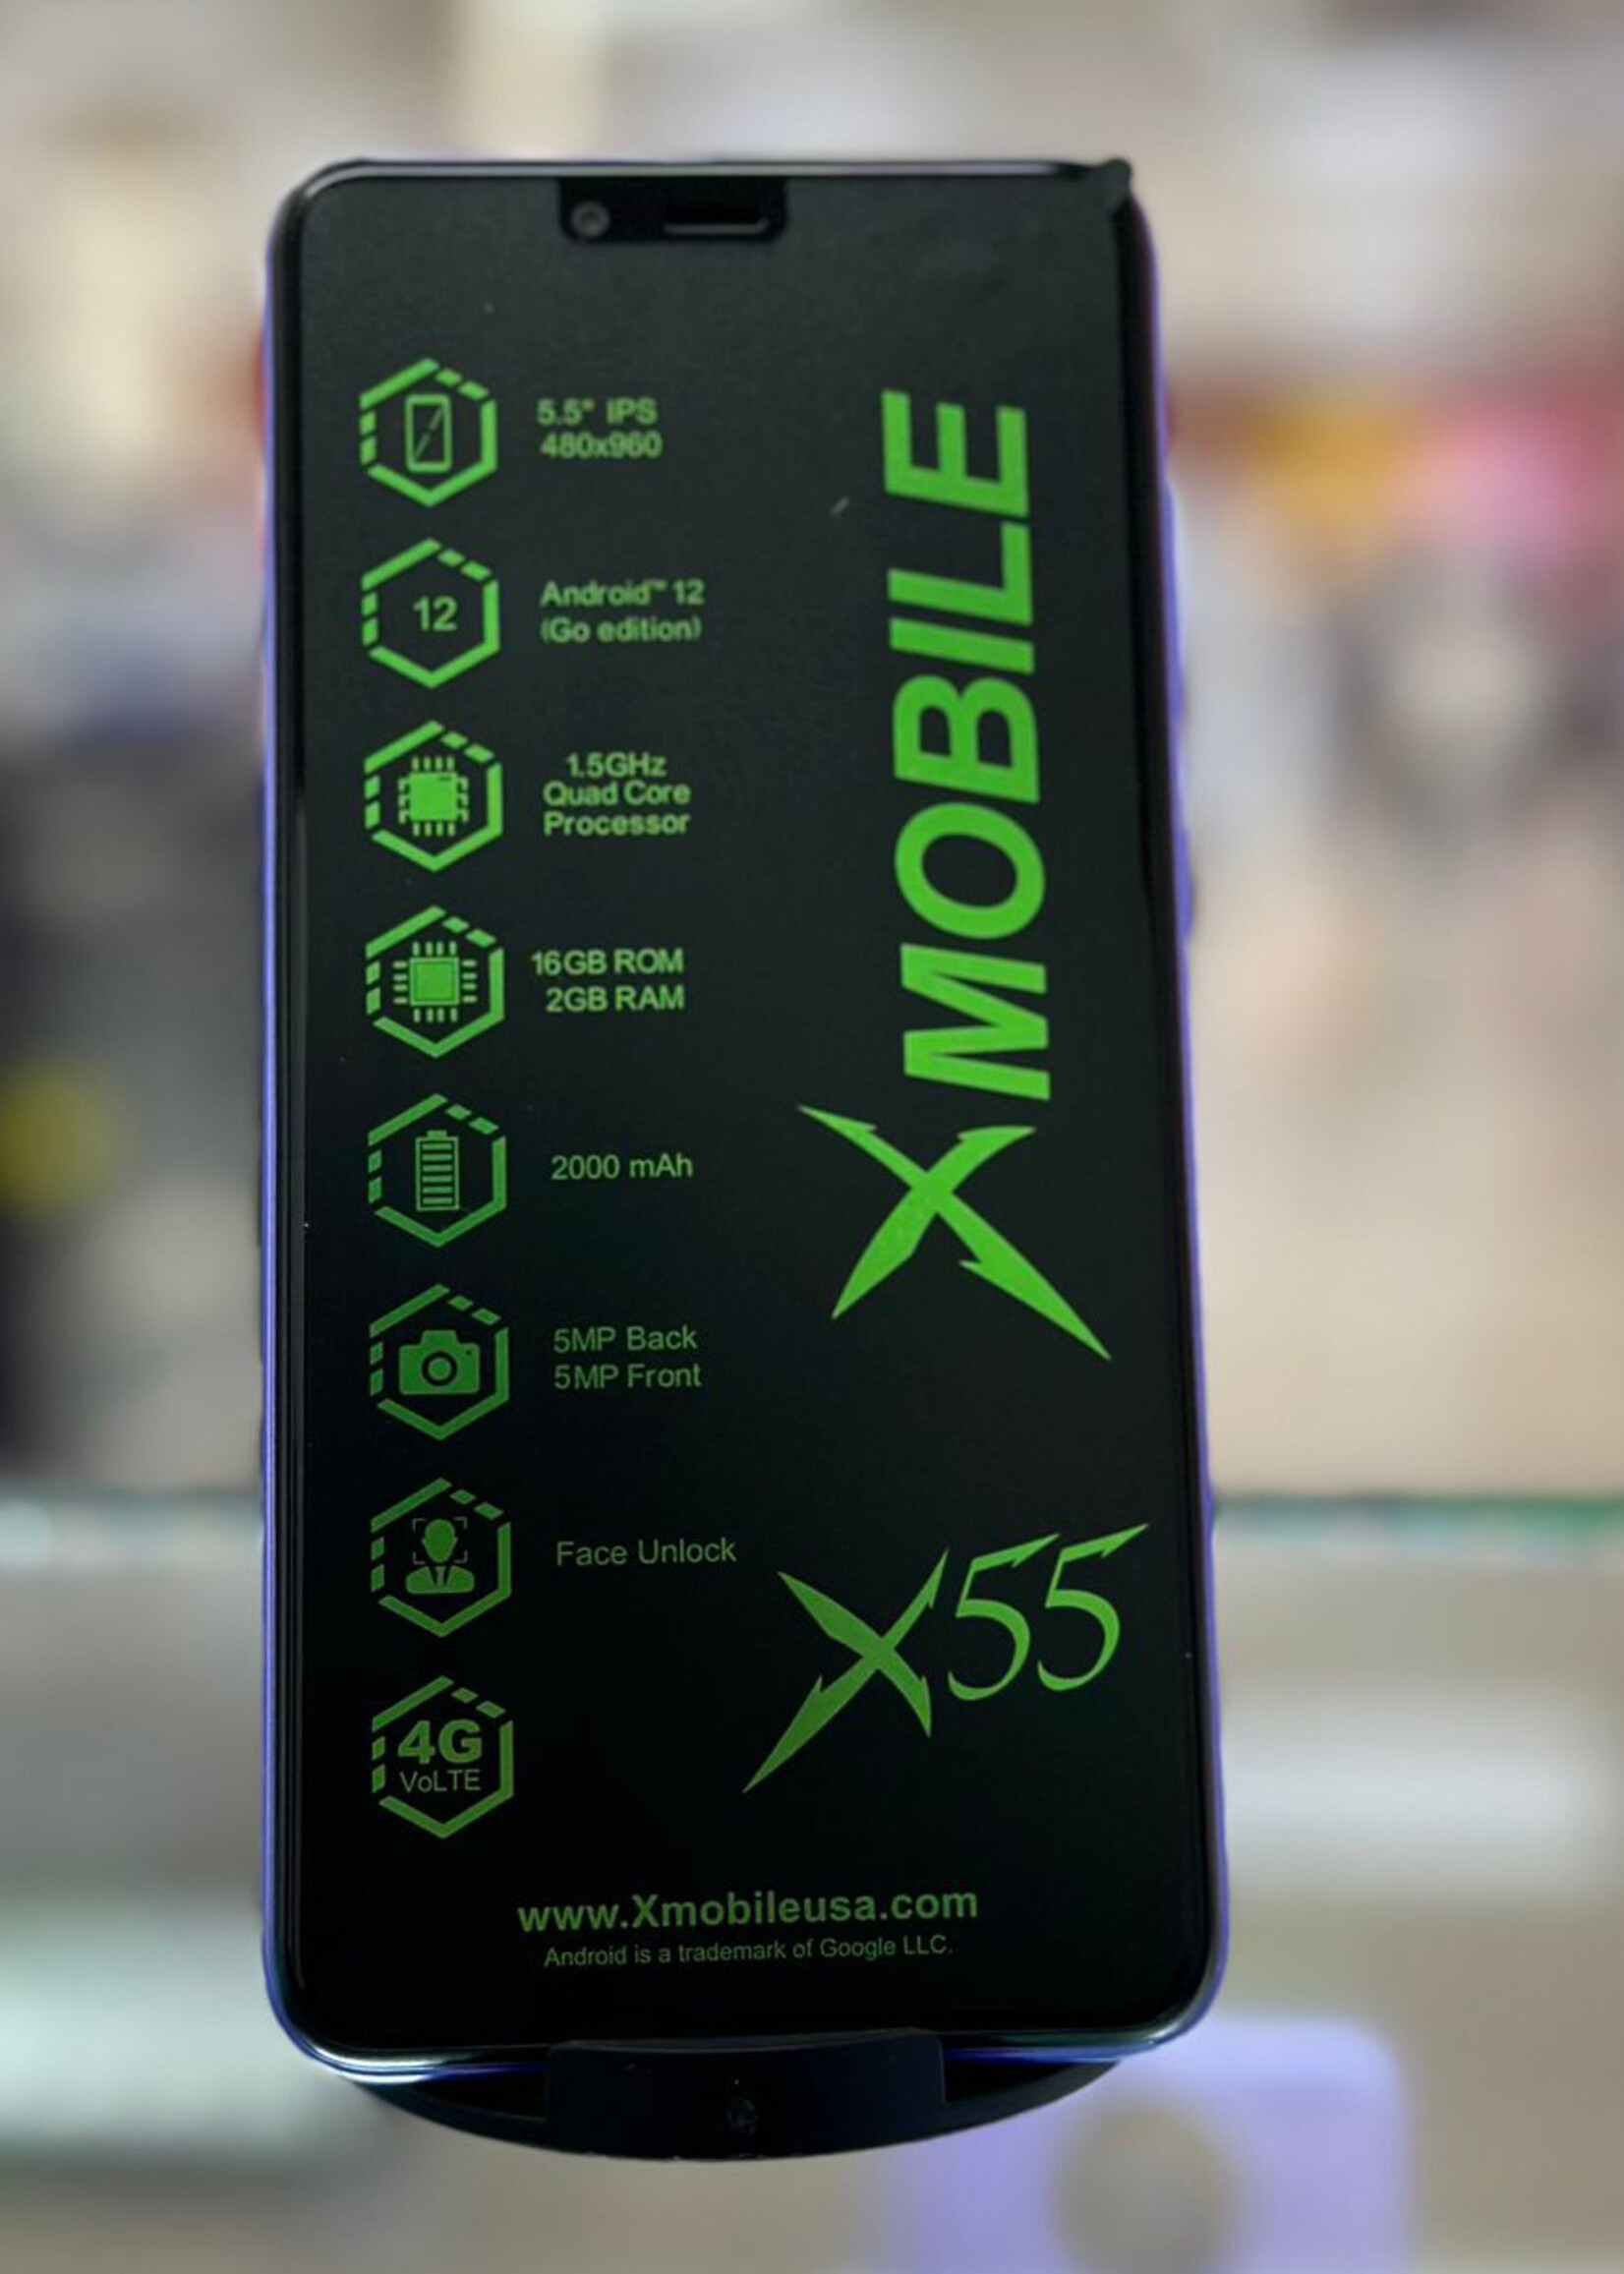 5.5" IPS
480x960
12
Android™ 12
(Go edition)
1.5GHz
Quad Core
Processor
16GB ROM
2GB RAM
2000 mAh
5MP Back
5MP Front
Face Unlock
4G
VoLTE
XMOBILE
X55
www.Xmobileusa.com
Android is a trademark of Google LLC.